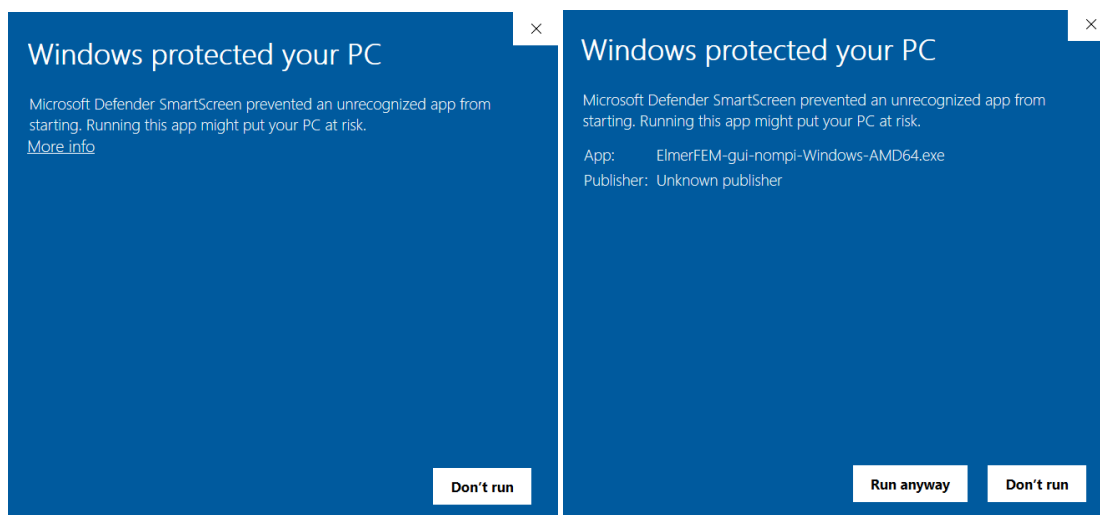 Windows protected your PC
Microsoft Defender SmartScreen prevented an unrecognized app from
starting. Running this app might put your PC at risk.
More info
Don't run
Windows protected your PC
Microsoft Defender SmartScreen prevented an unrecognized app from
starting. Running this app might put your PC at risk.
App: ElmerFEM-gui-nompi-Windows-AMD64.exe
Publisher: Unknown publisher
Run anyway Don't run